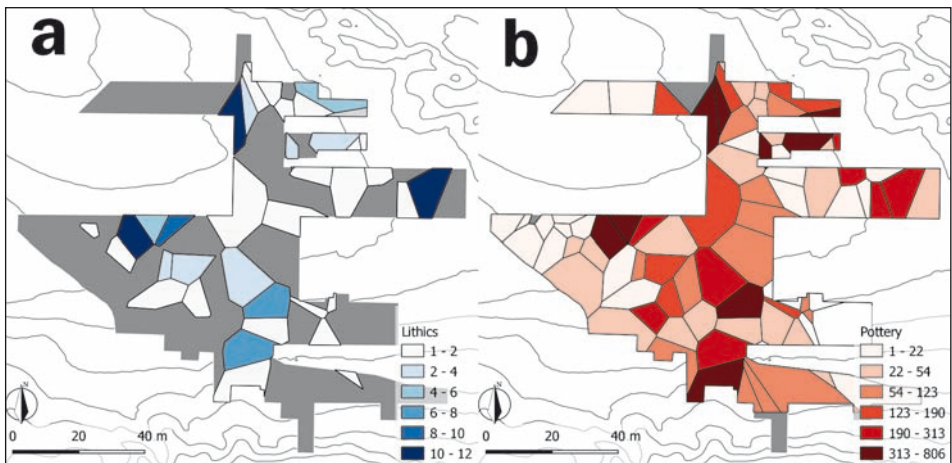 a
Lithics
1 - 2
2 - 4
4 - 6
6 - 8
8 - 10
10 - 12
N
0 20 40 m
b
Pottery
1 - 22
22 - 54
54 - 123
123 - 190
190 - 313
313 - 806
N
0 20 40 m